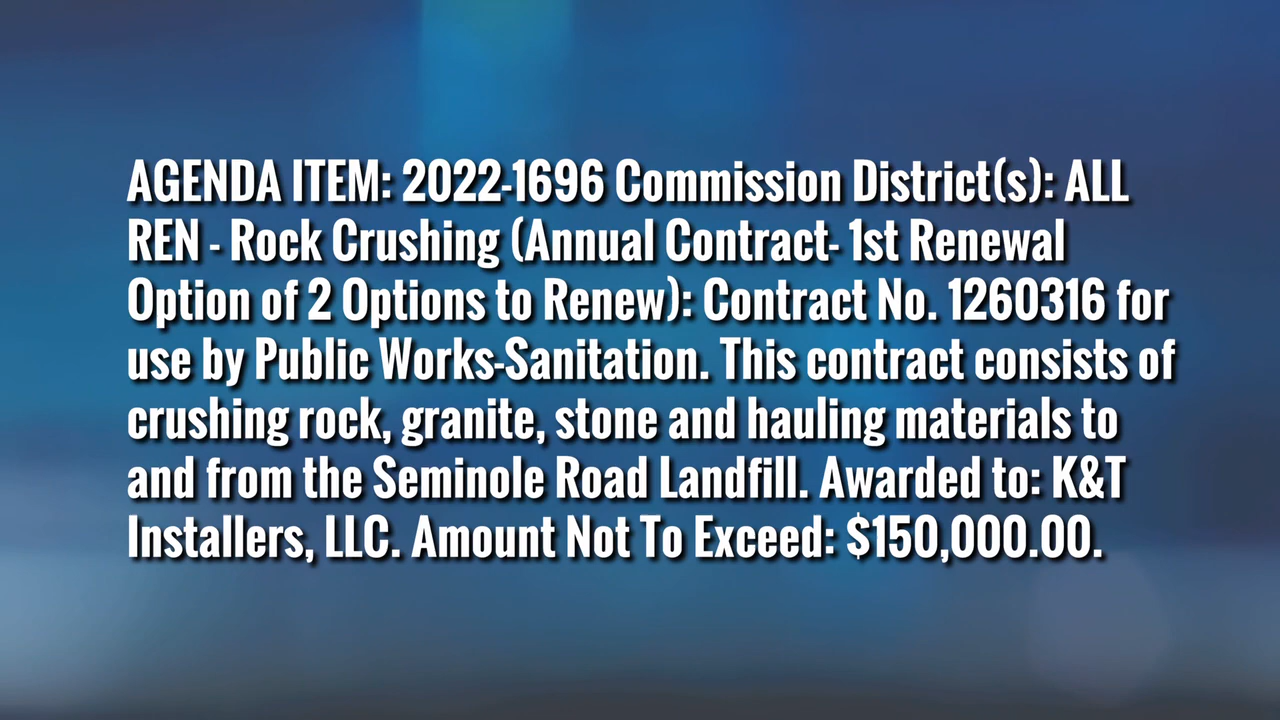 AGENDA ITEM: 2022-1696 Commission District(s): ALL
REN - Rock Crushing (Annual Contract- 1st Renewal
Option of 2 Options to Renew): Contract No. 1260316 for
use by Public Works-Sanitation. This contract consists of
crushing rock, granite, stone and hauling materials to
and from the Seminole Road Landfill. Awarded to: K&T
Installers, LLC. Amount Not To Exceed: $150,000.00.